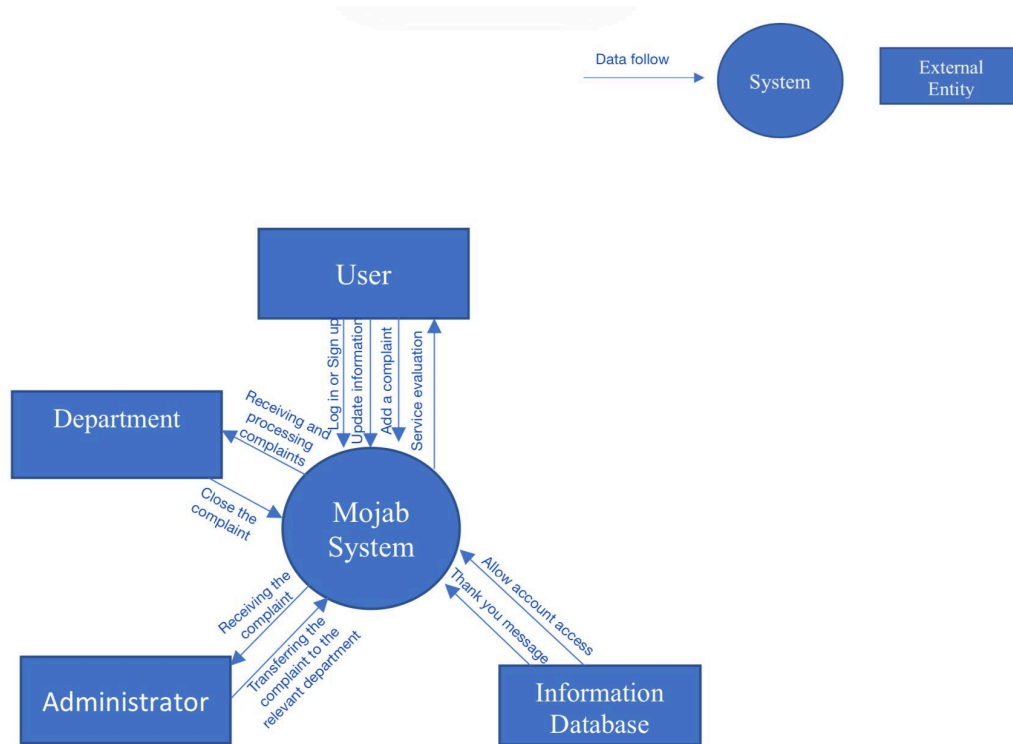 Data follow
System
External
Entity
User
Log in or Sign up
Update information
Add a complaint
Service evaluation
Department
Receiving and
processing
complaints
Close the
complaint
Mojab
System
Receiving the
complaint
Transferring the
complaint to the
relevant department
Administrator
Allow account access
Thank you message
Information
Database